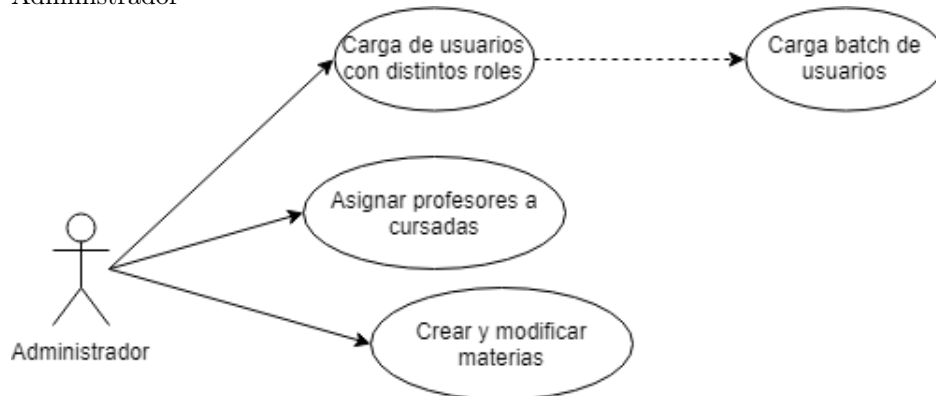 Administrador
Carga de usuarios
con distintos roles
Carga batch de
usuarios
Asignar profesores a
cursadas
Crear y modificar
materias
Administrador